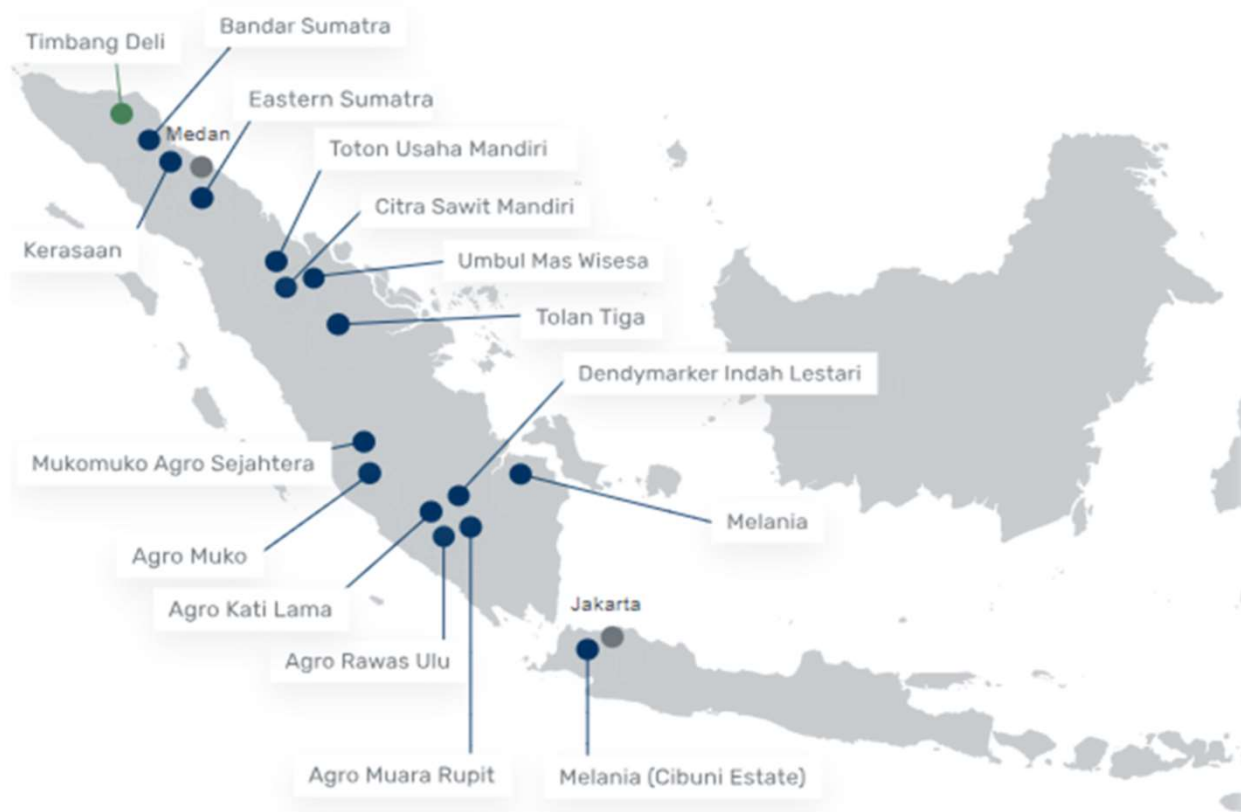 Bandar Sumatra
Timbang Deli
Eastern Sumatra
Medan
Toton Usaha Mandiri
Citra Sawit Mandiri
Kerasaan
Umbul Mas Wisesa
Tolan Tiga
Dendymarker Indah Lestari
Mukomuko Agro Sejahtera
Melania
Agro Muko
Agro Kati Lama
Jakarta
Agro Rawas Ulu
Agro Muara Rupit
Melania (Cibuni Estate)